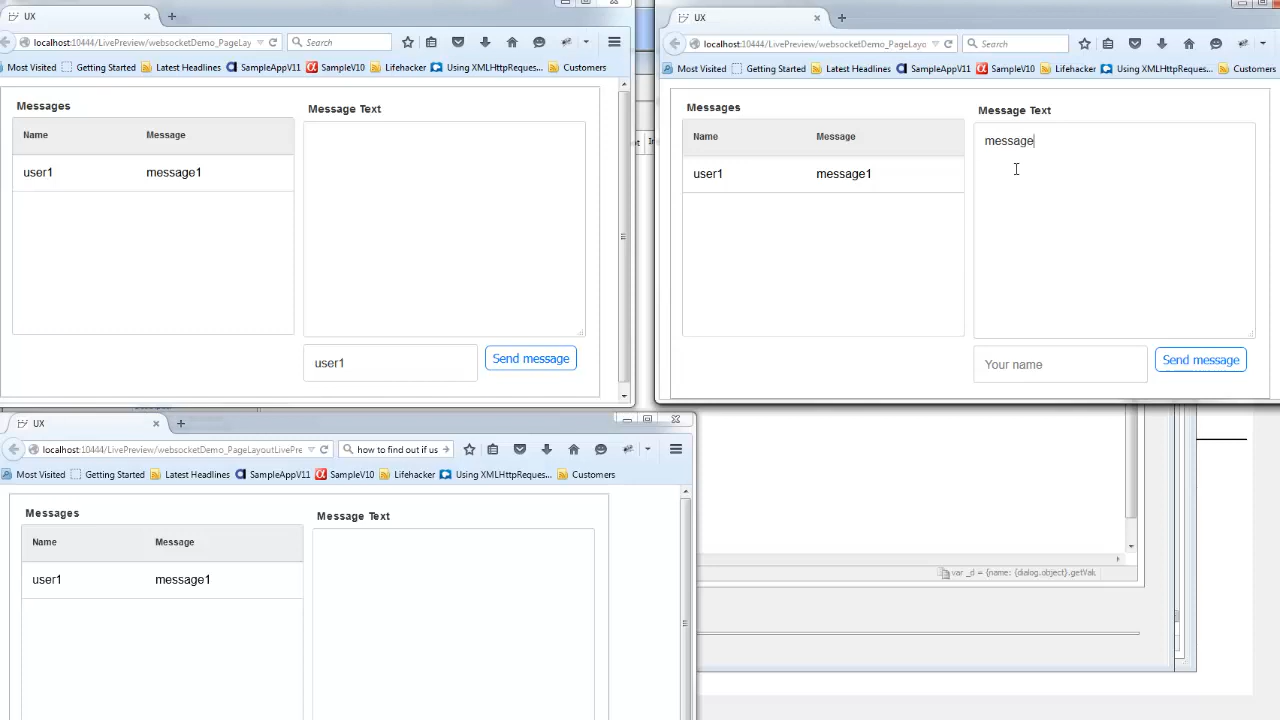 UX
localhost:10444/LivePreview/websocketDemo_PageLay
Search
Most Visited Getting Started Latest Headlines SampleAppV11 SampleV10 Lifehacker Using XMLHttpReques... Customers
Messages
Name Message
user1 message1
Message Text
user1
Send message
UX
localhost:10444/LivePreview/websocketDemo_PageLayo
Search
Most Visited Getting Started Latest Headlines SampleAppV11 SampleV10 Lifehacker Using XMLHttpReques... Customers
Messages
Name Message
user1 message1
Message Text
message
Your name
Send message
UX
localhost:10444/LivePreview/websocketDemo_PageLayoutLivePre
how to find out if us
Most Visited Getting Started Latest Headlines SampleAppV11 SampleV10 Lifehacker Using XMLHttpReques... Customers
Messages
Name Message
user1 message1
Message Text
var _d = {name: {dialog.object}.getVal